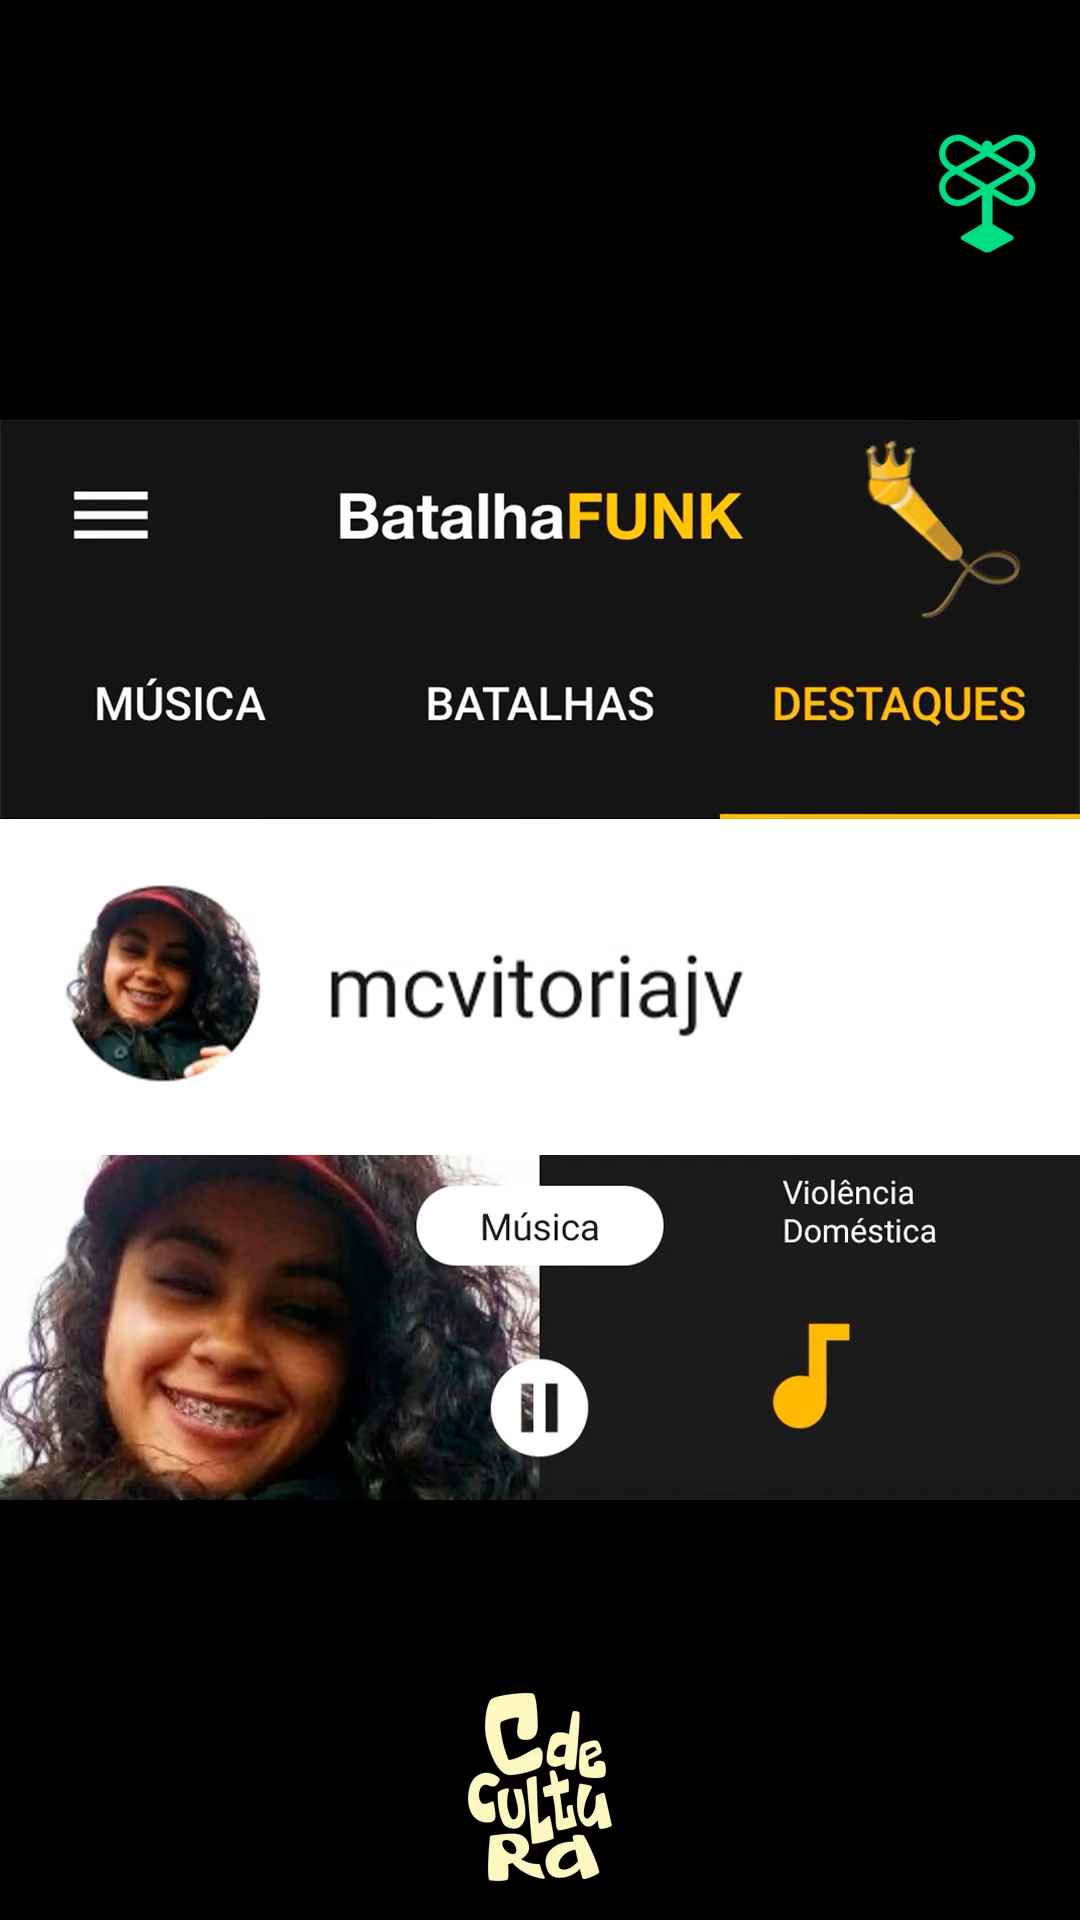 BatalhaFUNK
MÚSICA BATALHAS DESTAQUES
mcvitoriajv
Música
Violência
Doméstica
C de
CULTU
Ra